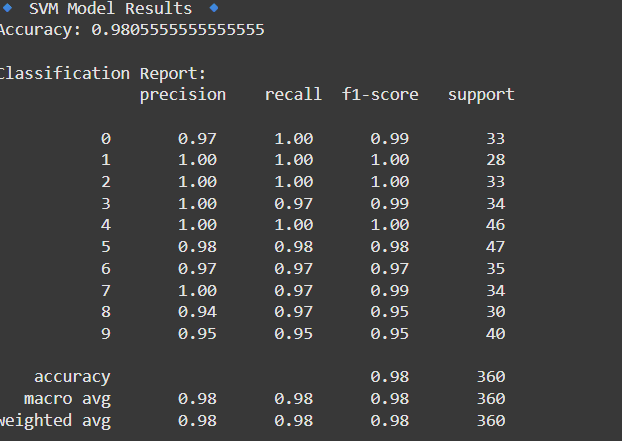 🔹 SVM Model Results 🔹
Accuracy: 0.9805555555555555
Classification Report:
precision recall f1-score support
0 0.97 1.00 0.99 33
1 1.00 1.00 1.00 28
2 1.00 1.00 1.00 33
3 1.00 0.97 0.99 34
4 1.00 1.00 1.00 46
5 0.98 0.98 0.98 47
6 0.97 0.97 0.97 35
7 1.00 0.97 0.99 34
8 0.94 0.97 0.95 30
9 0.95 0.95 0.95 40
accuracy 0.98 360
macro avg 0.98 0.98 0.98 360
weighted avg 0.98 0.98 0.98 360